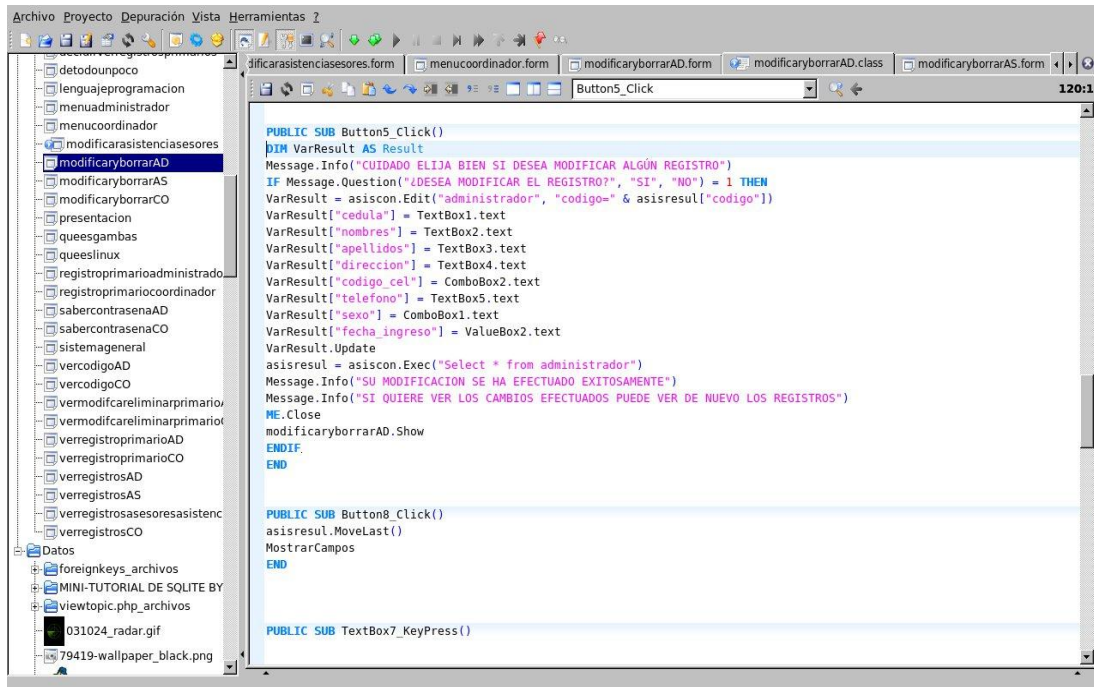 Archivo Proyecto Depuración Vista Herramientas ?
detodounpoco
lenguajeprogramacion
menuadministrador
menucoordinador
modificarasistenciasesores
modificaryborrarAD
modificaryborrarAS
modificaryborrarCO
presentacion
queesgambas
queeslinux
registroprimarioadministrado
registroprimariocoordinador
sabercontrasenaAD
sabercontrasenaCO
sistemageneral
vercodigoAD
vercodigoCO
vermodifcareliminarprimario
vermodifcareliminarprimario
verregistroprimarioAD
verregistroprimarioCO
verregistrosAD
verregistrosAS
verregistrosasesoresasistenc
verregistrosCO
Datos
foreignkeys_archivos
MINI-TUTORIAL DE SQLITE BY
viewtopic.php_archivos
031024_radar.gif
79419-wallpaper_black.png
dificarasistenciasesores.form menucoordinador.form modificaryborrarAD.form modificaryborrarAD.class modificaryborrarAS.form
Button5_Click 120:1
PUBLIC SUB Button5_Click()
DIM VarResult AS Result
Message.Info("CUIDADO ELIJA BIEN SI DESEA MODIFICAR ALGÚN REGISTRO")
IF Message.Question("¿DESEA MODIFICAR EL REGISTRO?", "SI", "NO") = 1 THEN
VarResult = asiscon.Edit("administrador", "codigo=" & asisresul["codigo"])
VarResult["cedula"] = TextBox1.text
VarResult["nombres"] = TextBox2.text
VarResult["apellidos"] = TextBox3.text
VarResult["direccion"] = TextBox4.text
VarResult["codigo_cel"] = ComboBox2.text
VarResult["telefono"] = TextBox5.text
VarResult["sexo"] = ComboBox1.text
VarResult["fecha_ingreso"] = ValueBox2.text
VarResult.Update
asisresul = asiscon.Exec("Select * from administrador")
Message.Info("SU MODIFICACION SE HA EFECTUADO EXITOSAMENTE")
Message.Info("SI QUIERE VER LOS CAMBIOS EFECTUADOS PUEDE VER DE NUEVO LOS REGISTROS")
ME.Close
modificaryborrarAD.Show
ENDIF
END
PUBLIC SUB Button8_Click()
asisresul.MoveLast()
MostrarCampos
END
PUBLIC SUB TextBox7_KeyPress()